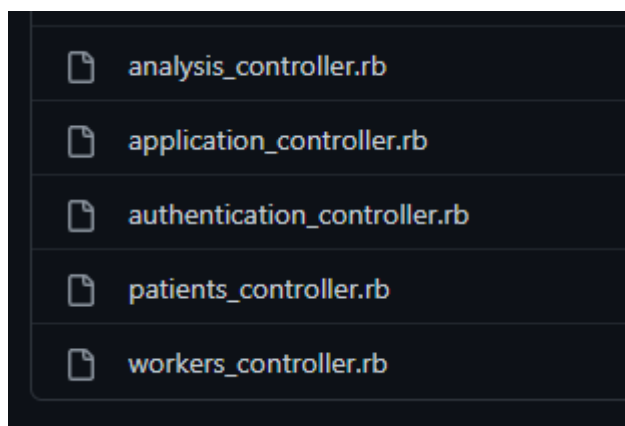 analysis_controller.rb
application_controller.rb
authentication_controller.rb
patients_controller.rb
workers_controller.rb